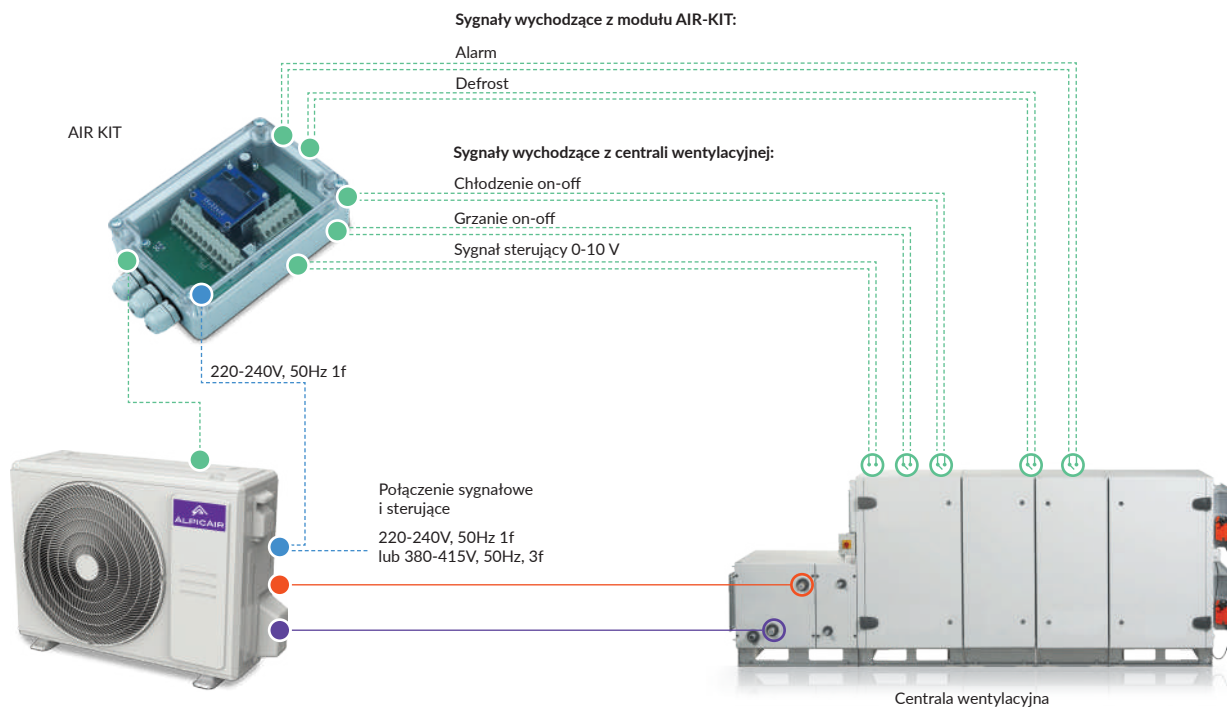 Sygnały wychodzące z modułu AIR-KIT:
Alarm
Defrost
AIR KIT
Sygnały wychodzące z centrali wentylacyjnej:
Chłodzenie on-off
Grzanie on-off
Sygnał sterujący 0-10 V
220-240V, 50Hz 1f
ALPICAIR
Połączenie sygnałowe
i sterujące
220-240V, 50Hz 1f
lub 380-415V, 50Hz, 3f
Centrala wentylacyjna